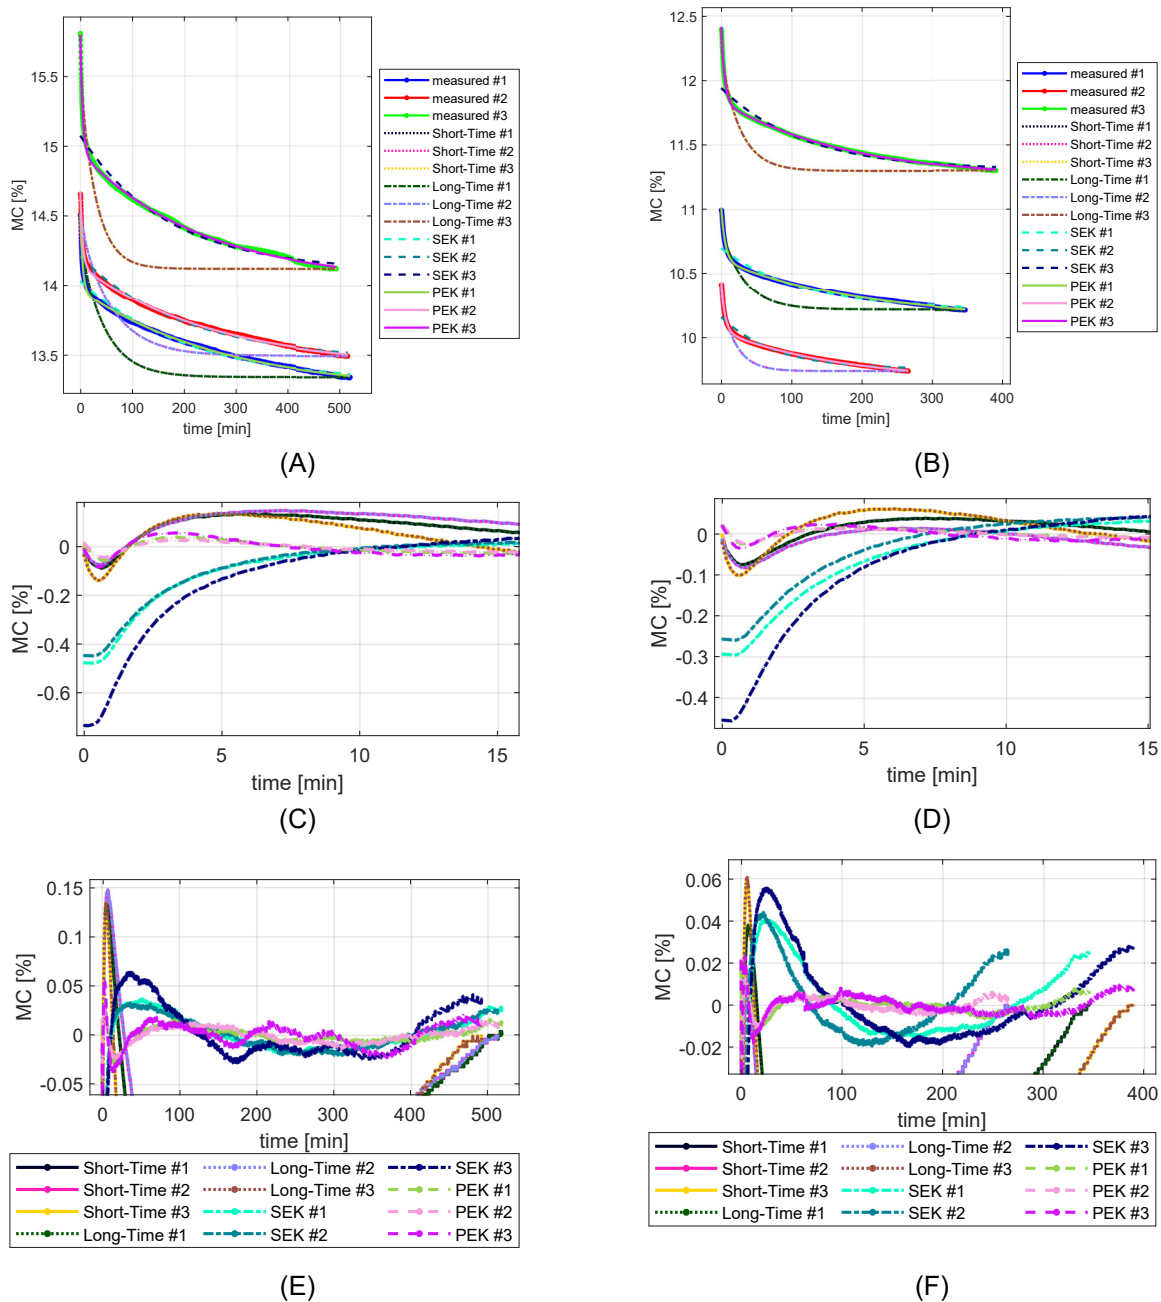 15.5
15
14.5
14
13.5
MC [%]
0 100 200 300 400 500
time [min]
measured #1
measured #2
measured #3
Short-Time #1
Short-Time #2
Short-Time #3
Long-Time #1
Long-Time #2
Long-Time #3
SEK #1
SEK #2
SEK #3
PEK #1
PEK #2
PEK #3
(A)
12.5
12
11.5
11
10.5
10
MC [%]
0 100 200 300 400
time [min]
measured #1
measured #2
measured #3
Short-Time #1
Short-Time #2
Short-Time #3
Long-Time #1
Long-Time #2
Long-Time #3
SEK #1
SEK #2
SEK #3
PEK #1
PEK #2
PEK #3
(B)
0
-0.2
-0.4
-0.6
MC [%]
0 5 10 15
time [min]
(C)
0.1
0
-0.1
-0.2
-0.3
-0.4
MC [%]
0 5 10 15
time [min]
(D)
0.15
0.1
0.05
0
-0.05
MC [%]
0 100 200 300 400 500
time [min]
Short-Time #1 Long-Time #2 SEK #3
Short-Time #2 Long-Time #3 PEK #1
Short-Time #3 SEK #1 PEK #2
Long-Time #1 SEK #2 PEK #3
(E)
0.06
0.04
0.02
0
-0.02
MC [%]
0 100 200 300 400
time [min]
Short-Time #1 Long-Time #2 SEK #3
Short-Time #2 Long-Time #3 PEK #1
Short-Time #3 SEK #1 PEK #2
Long-Time #1 SEK #2 PEK #3
(F)